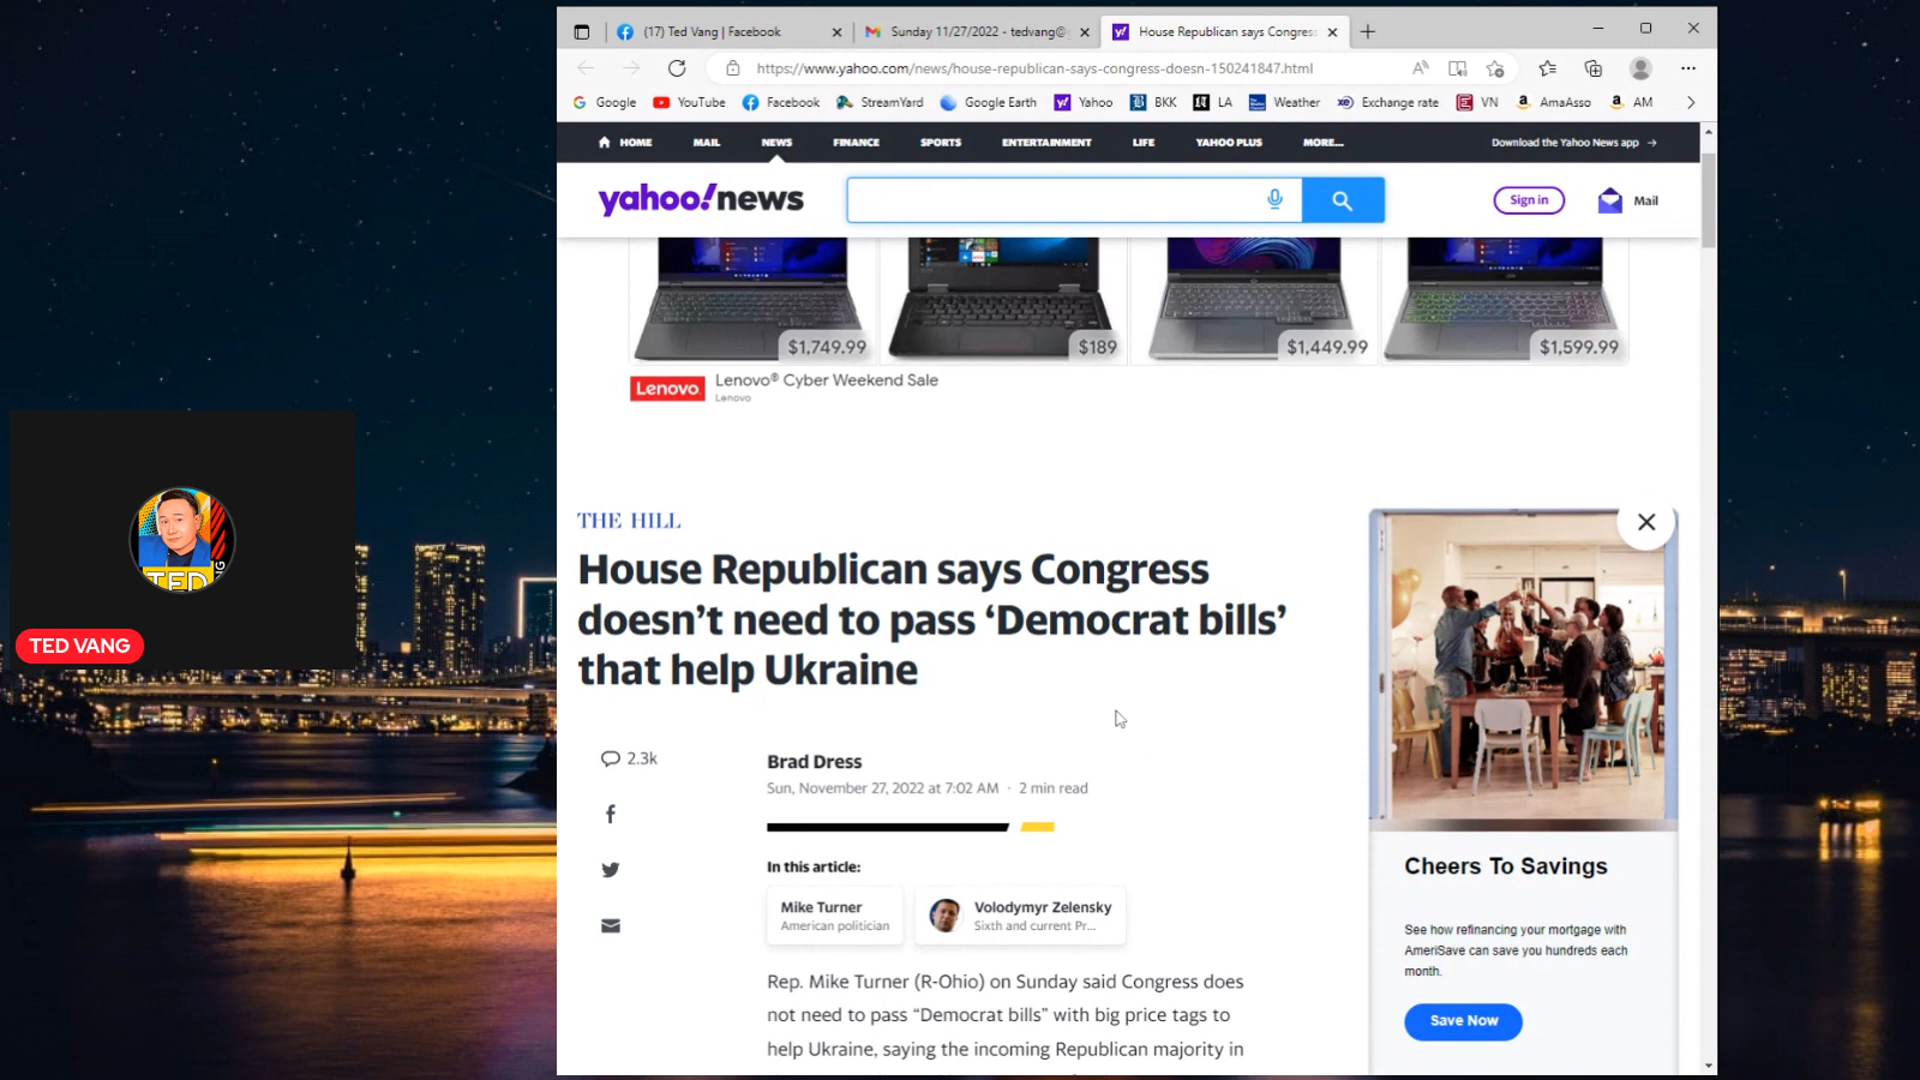 (17) Ted Vang | Facebook
Sunday 11/27/2022 - tedvang@
House Republican says Congress
https://www.yahoo.com/news/house-republican-says-congress-doesn-150241847.html
Google YouTube Facebook StreamYard Google Earth Yahoo BKK LA Weather Exchange rate VN AmaAsso AM
HOME MAIL NEWS FINANCE SPORTS ENTERTAINMENT LIFE YAHOO PLUS MORE... Download the Yahoo News app →
yahoo!news
Sign in
Mail
$1,749.99
$189
$1,449.99
$1,599.99
Lenovo
Lenovo® Cyber Weekend Sale
Lenovo
THE HILL
House Republican says Congress
doesn’t need to pass ‘Democrat bills’
that help Ukraine
2.3k
Brad Dress
Sun, November 27, 2022 at 7:02 AM · 2 min read
In this article:
Mike Turner
American politician
Volodymyr Zelensky
Sixth and current Pr...
Rep. Mike Turner (R-Ohio) on Sunday said Congress does
not need to pass “Democrat bills” with big price tags to
help Ukraine, saying the incoming Republican majority in
Cheers To Savings
See how refinancing your mortgage with
AmeriSave can save you hundreds each
month.
Save Now
TED
NG
TED VANG